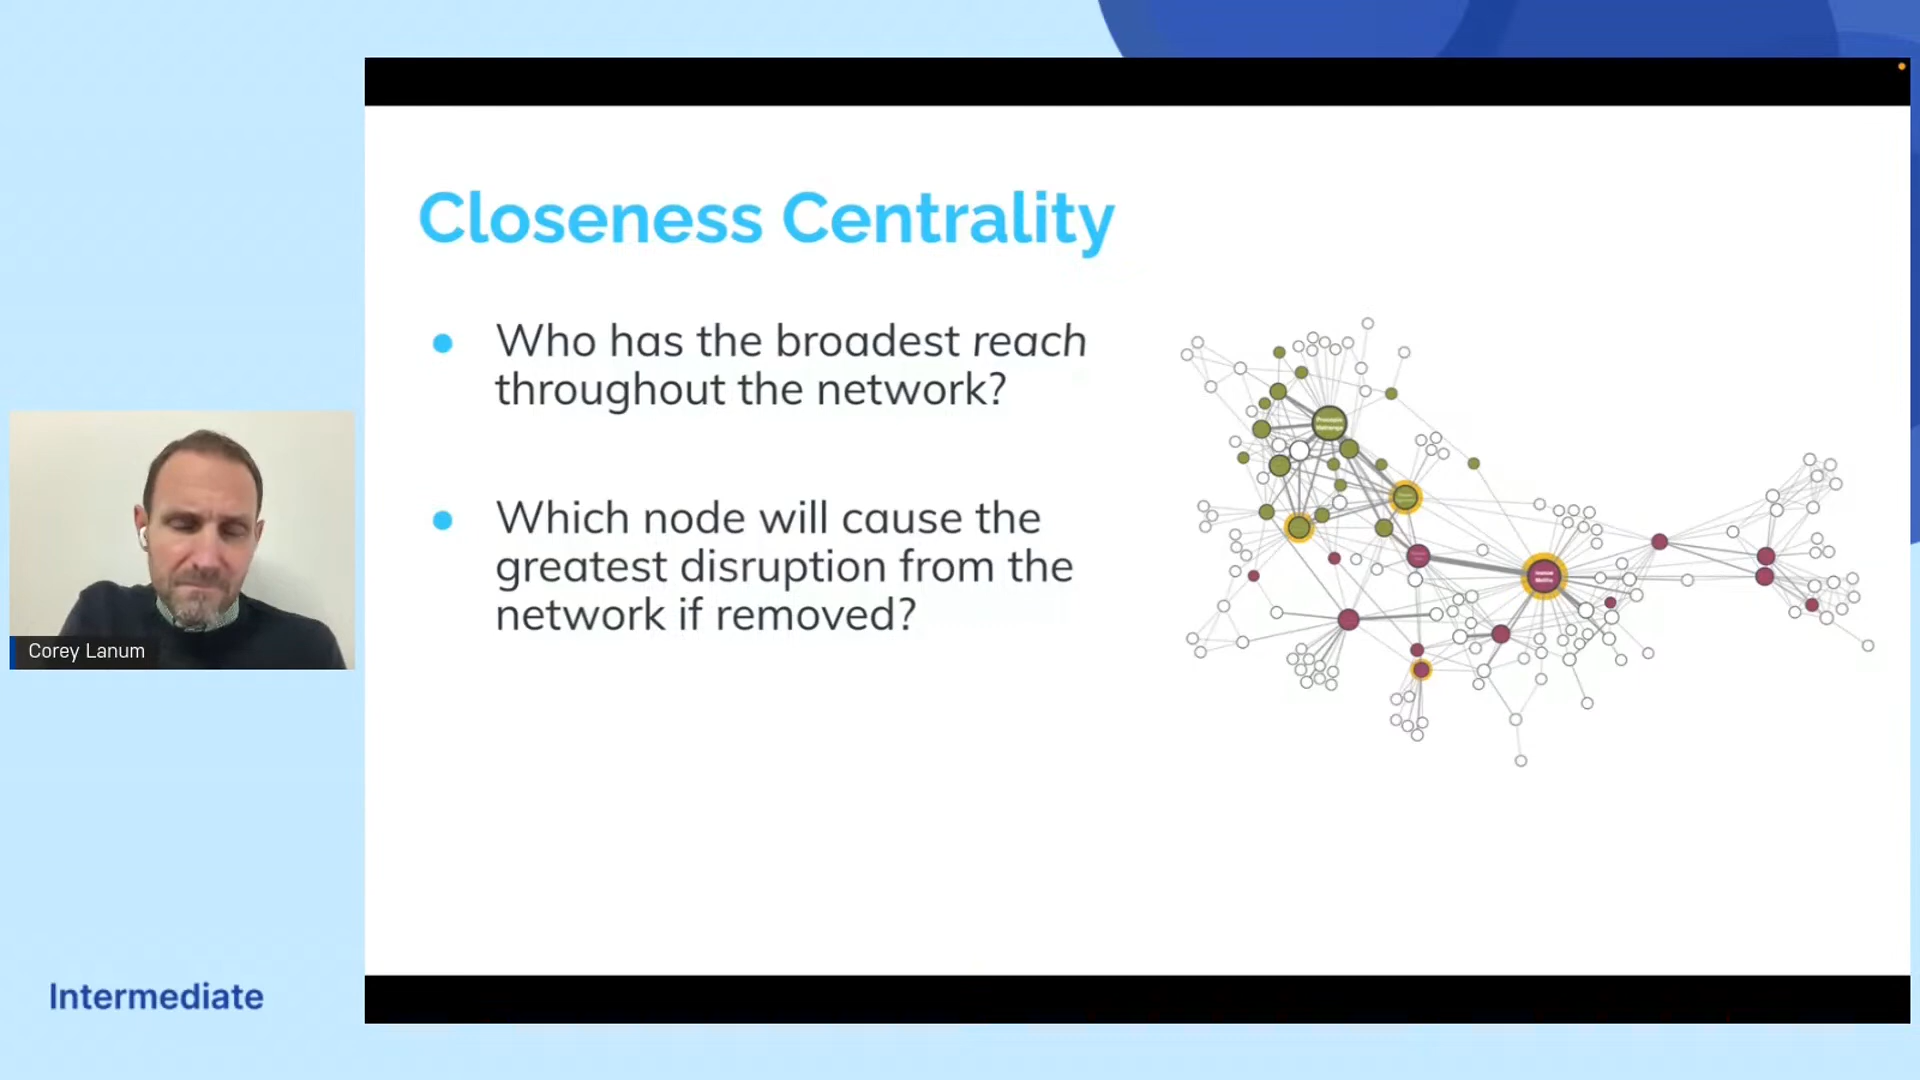 Closeness Centrality
Who has the broadest reach
throughout the network?
Which node will cause the
greatest disruption from the
network if removed?
Corey Lanum
Intermediate